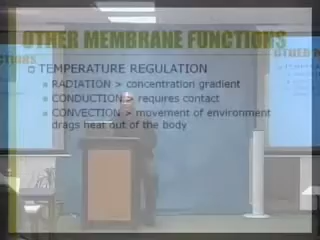 OTHER MEMBRANE FUNCTIONS
TEMPERATURE REGULATION
RADIATION > concentration gradient
CONDUCTION > requires contact
CONVECTION > movement of environment
drags heat out of the body